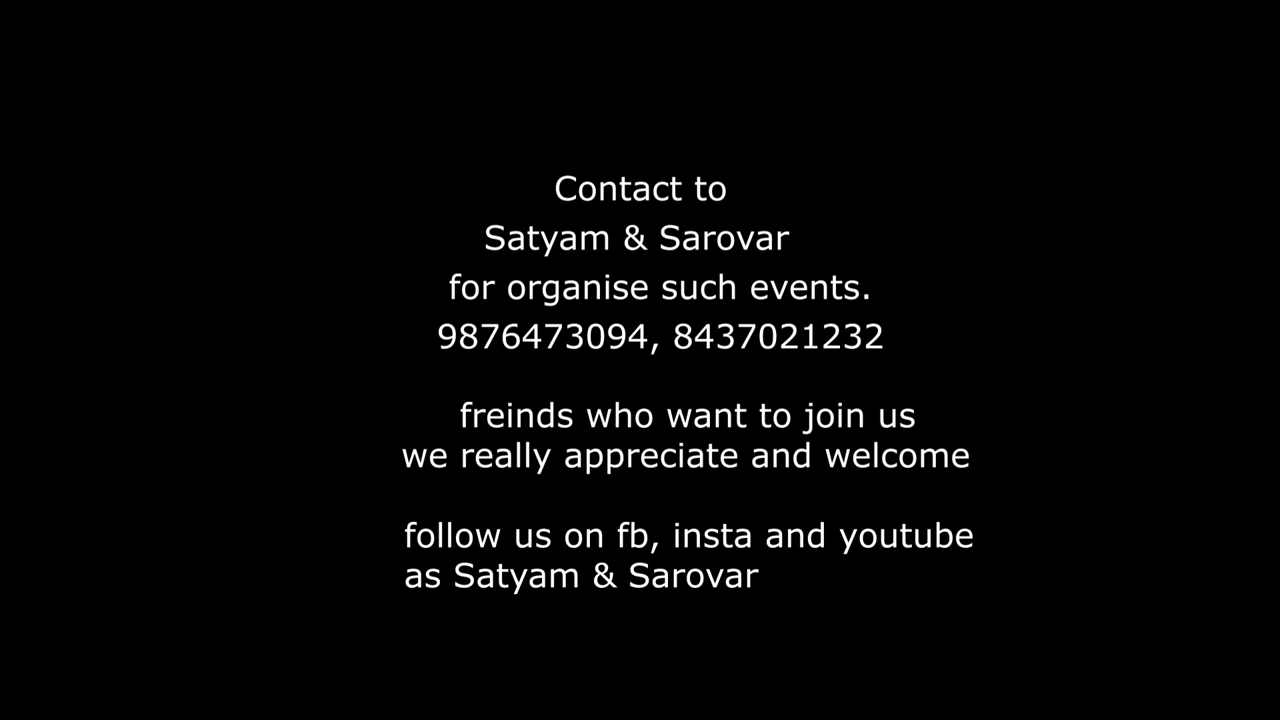 Contact to
Satyam & Sarovar
for organise such events.
9876473094, 8437021232
freinds who want to join us
we really appreciate and welcome
follow us on fb, insta and youtube
as Satyam & Sarovar